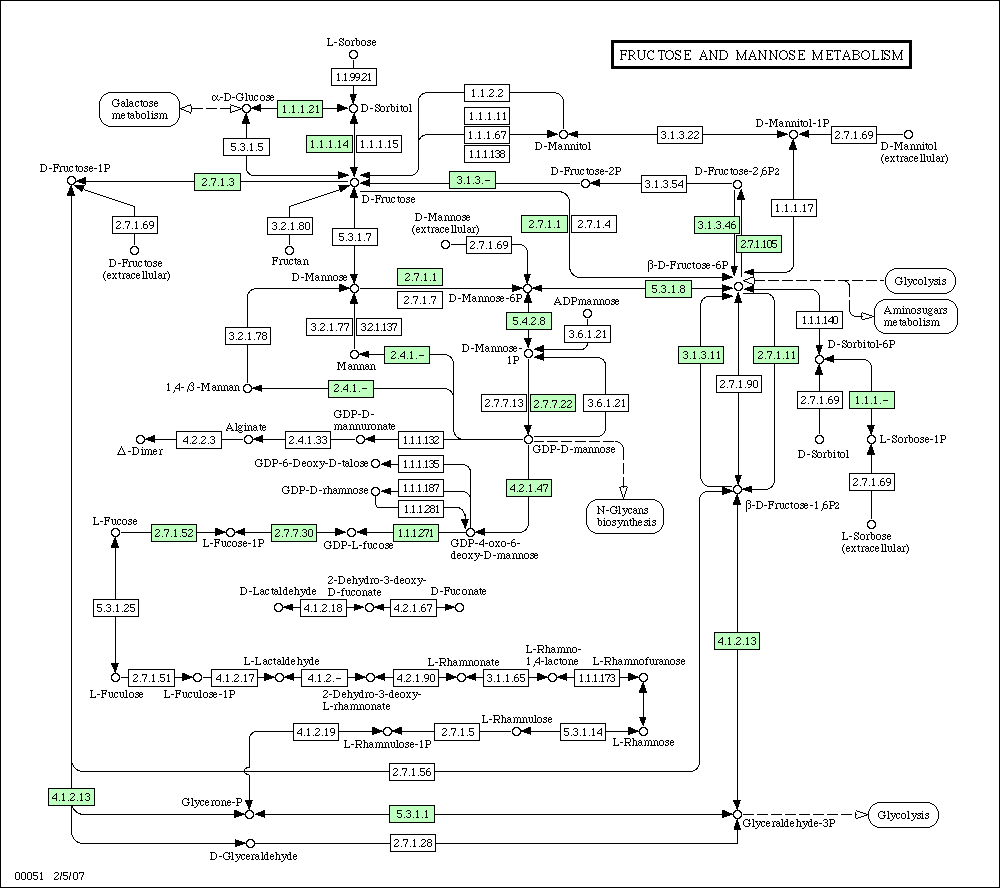 FRUCTOSE AND MANNOSE METABOLISM
L-Sorbose
1.1.99.21
Galactose
metabolism
α-D-Glucose
1.1.1.21
D-Sorbitol
1.1.2.2
1.1.1.11
1.1.1.67
1.1.1.138
D-Mannitol
1.1.3.22
D-Mannitol-1P
2.7.1.69
D-Mannitol
(extracellular)
5.3.1.5
1.1.1.14
1.1.1.15
D-Fructose-1P
2.7.1.3
D-Fructose
3.1.3.-
D-Fructose-2P
3.1.3.54
D-Fructose-2,6P2
1.1.1.17
2.7.1.69
D-Fructose
(extracellular)
3.2.1.80
Fructan
5.3.1.7
D-Mannose
(extracellular)
2.7.1.69
2.7.1.1
2.7.1.4
3.1.3.46
2.7.1.105
D-Mannose
2.7.1.1
2.7.1.7
D-Mannose-6P
5.3.1.8
β-D-Fructose-6P
Glycolysis
Aminosugars
metabolism
ADPmannose
3.6.1.21
5.4.2.8
D-Mannose-
1P
3.2.1.78
3.2.1.77
3.2.1.137
Mannan
2.4.1.-
1,4-β-Mannan
2.4.1.-
3.1.3.11
2.7.1.11
2.7.1.90
1.1.1.140
D-Sorbitol-6P
2.7.1.69
1.1.1.-
D-Sorbitol
L-Sorbose-1P
2.7.1.69
L-Sorbose
(extracellular)
2.7.7.13
2.7.7.22
3.6.1.21
Δ-Dimer
4.2.2.3
Alginate
2.4.1.33
GDP-D-
mannuronate
1.1.1.132
GDP-D-mannose
GDP-6-Deoxy-D-talose
1.1.1.135
GDP-D-rhamnose
1.1.1.187
1.1.1.281
4.2.1.47
N-Glycans
biosynthesis
β-D-Fructose-1,6P2
L-Fucose
2.7.1.52
L-Fucose-1P
2.7.7.30
GDP-L-fucose
1.1.1.271
GDP-4-oxo-6-
deoxy-D-mannose
5.3.1.25
D-Lactaldehyde
4.1.2.18
2-Dehydro-3-deoxy-
D-fuconate
4.2.1.67
D-Fuconate
4.1.2.13
L-Fuculose
2.7.1.51
L-Fuculose-1P
4.1.2.17
L-Lactaldehyde
4.1.2.-
2-Dehydro-3-deoxy-
L-rhamnonate
4.2.1.90
L-Rhamnonate
3.1.1.65
L-Rhamno-
1,4-lactone
1.1.1.173
L-Rhamnofuranose
4.1.2.19
L-Rhamnulose-1P
2.7.1.5
L-Rhamnulose
5.3.1.14
L-Rhamnose
2.7.1.56
4.1.2.13
Glycerone-P
5.3.1.1
Glyceraldehyde-3P
Glycolysis
D-Glyceraldehyde
2.7.1.28
00051 2/5/07